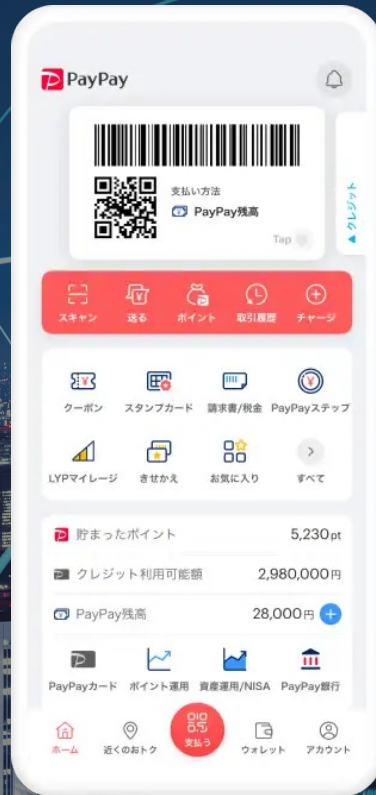 PayPay
支払い方法
PayPay残高
Tap
▲クレジット
スキャン
送る
ポイント
取引履歴
チャージ
クーポン
スタンプカード
請求書/税金
PayPayステップ
LYPマイレージ
きせかえ
お気に入り
すべて
貯まったポイント 5,230pt
クレジット利用可能額 2,980,000円
PayPay残高 28,000円
PayPayカード
ポイント運用
資産運用/NISA
PayPay銀行
ホーム
近くのおトク
支払う
ウォレット
アカウント